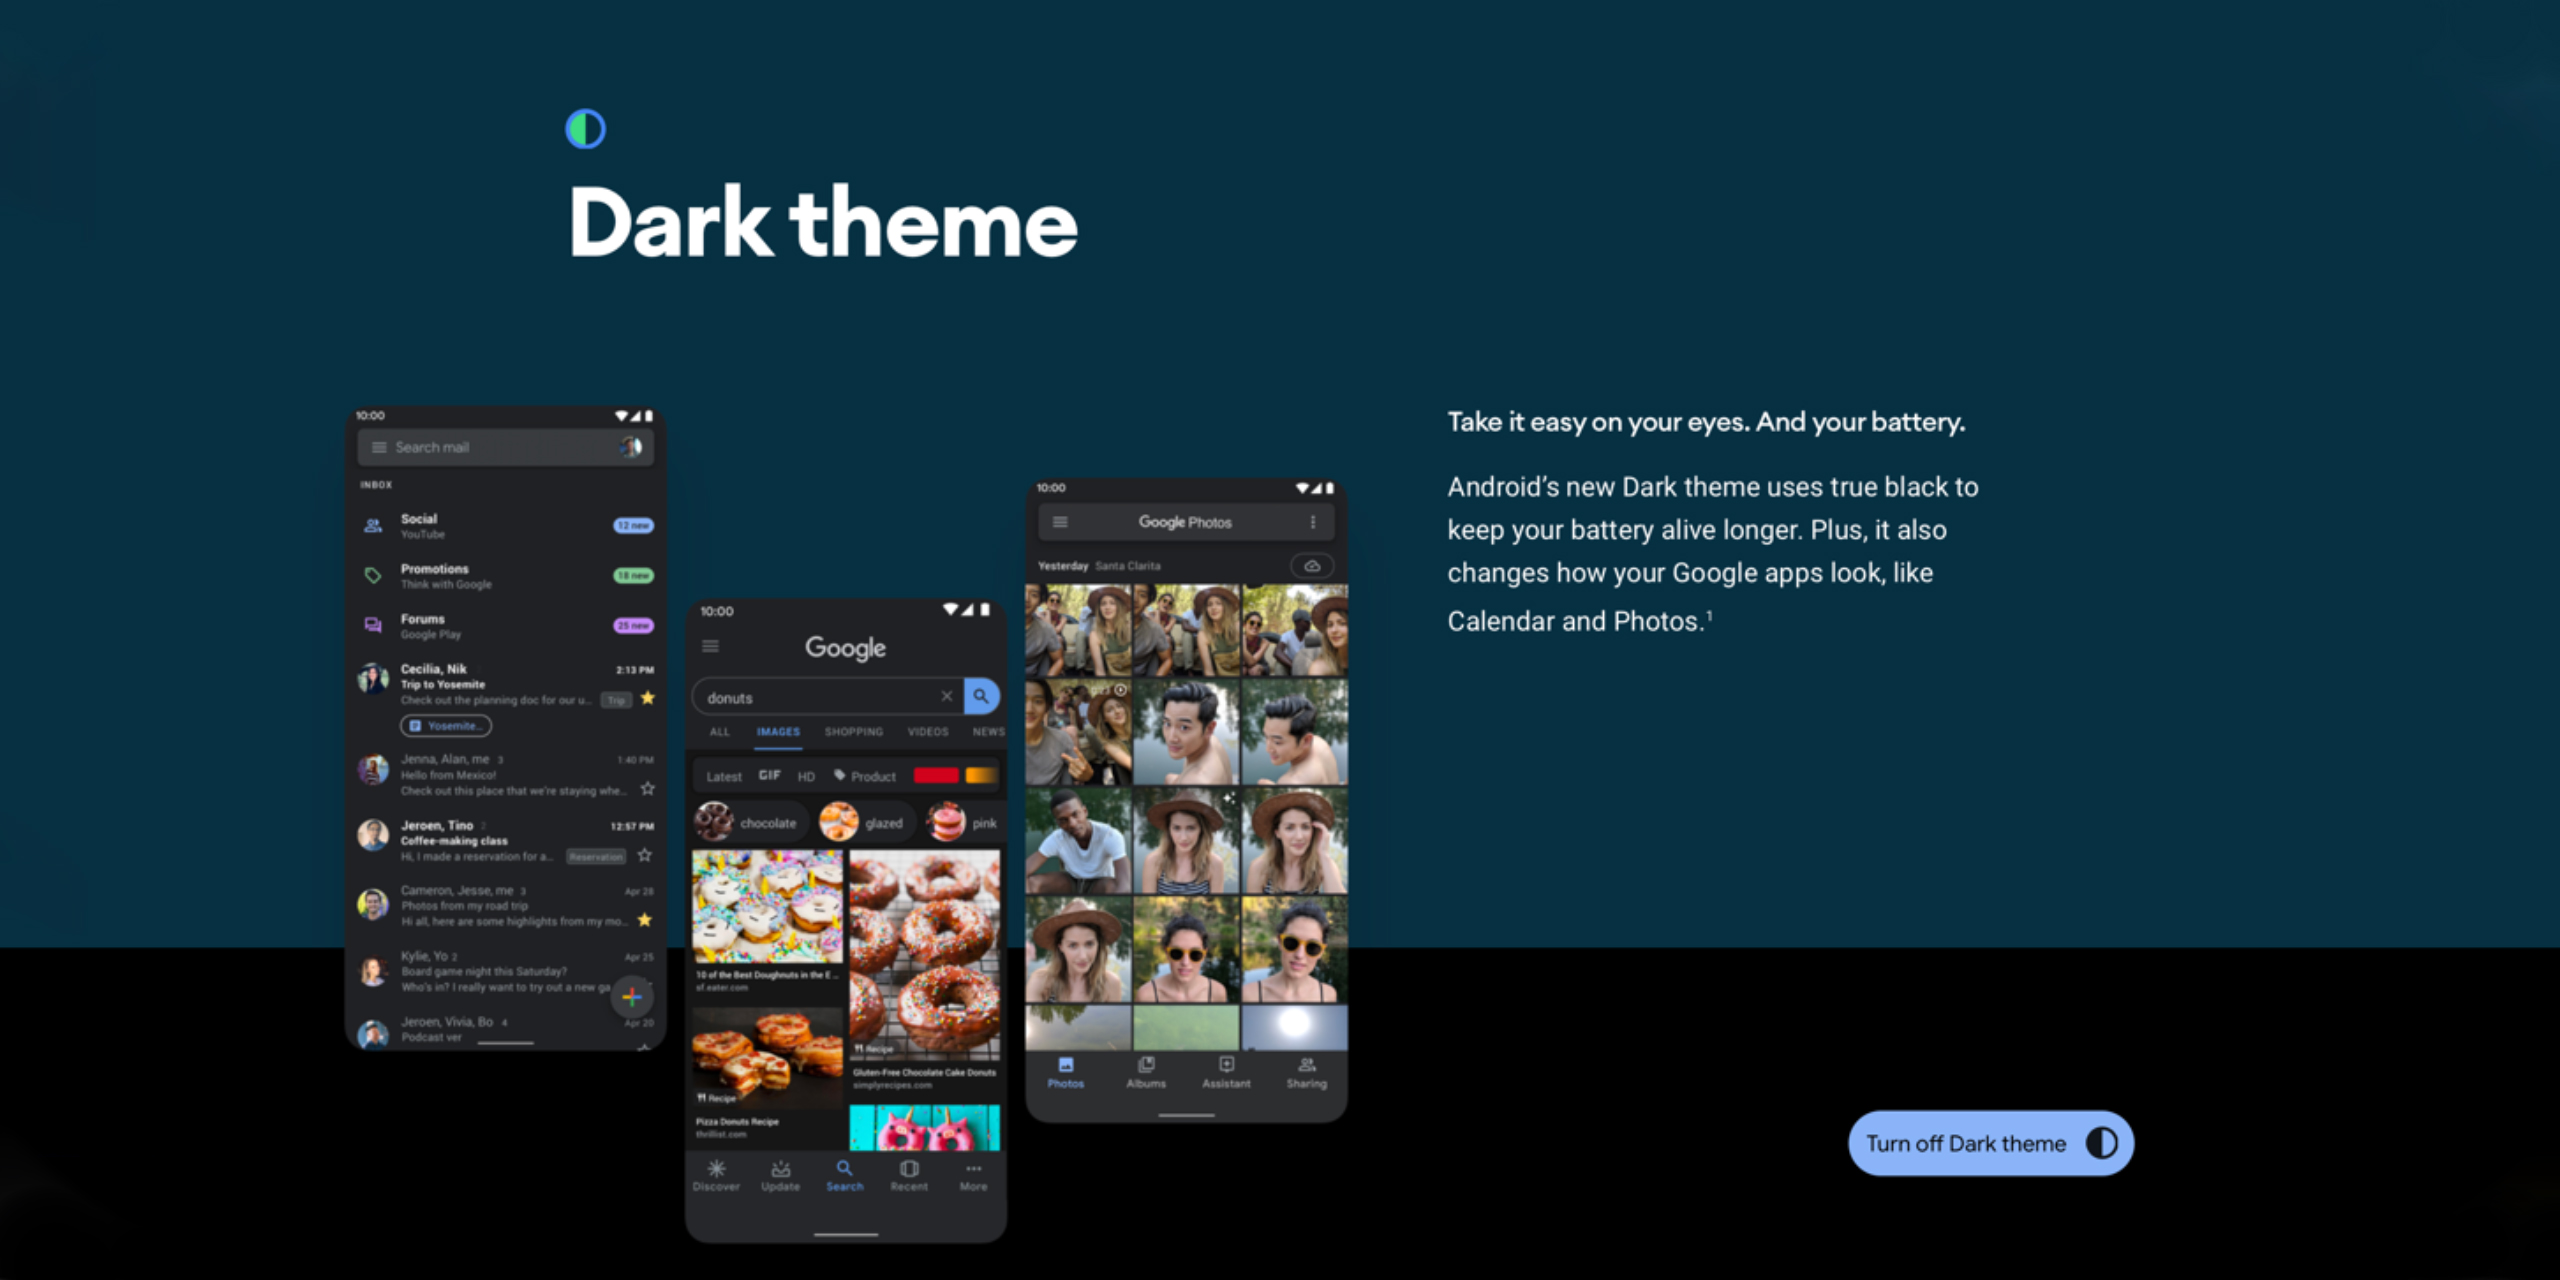 Dark theme
10:00
Search mail
INBOX
Social
12 new
YouTube
Promotions
18 new
Think with Google
Forums
25 new
Google Play
Cecilia, Nik
2:13 PM
Trip to Yosemite
Check out the planning doc for our u...
Trip
Yosemite...
Jenna, Alan, me 3
1:40 PM
Hello from Mexico!
Check out this place that we're staying whe...
Jeroen, Tino 2
12:57 PM
Coffee-making class
Hi, I made a reservation for a...
Reservation
Cameron, Jesse, me 3
Apr 28
Photos from my road trip
Hi all, here are some highlights from my mo...
Kylie, Yo 2
Apr 25
Board game night this Saturday?
Who's in? I really want to try out a new ga
Jeroen, Vivia, Bo 4
Apr 20
Podcast ver
10:00
Google
donuts
ALL IMAGES SHOPPING VIDEOS NEWS
Latest GIF HD Product
chocolate glazed pink
10 of the Best Doughnuts in the E ...
sf.eater.com
Recipe
Gluten-Free Chocolate Cake Donuts
simplyrecipes.com
Recipe
Pizza Donuts Recipe
thrillist.com
Discover Update Search Recent More
10:00
Google Photos
Yesterday Santa Clarita
Photos Albums Assistant Sharing
Take it easy on your eyes. And your battery.
Android's new Dark theme uses true black to
keep your battery alive longer. Plus, it also
changes how your Google apps look, like
Calendar and Photos.1
Turn off Dark theme